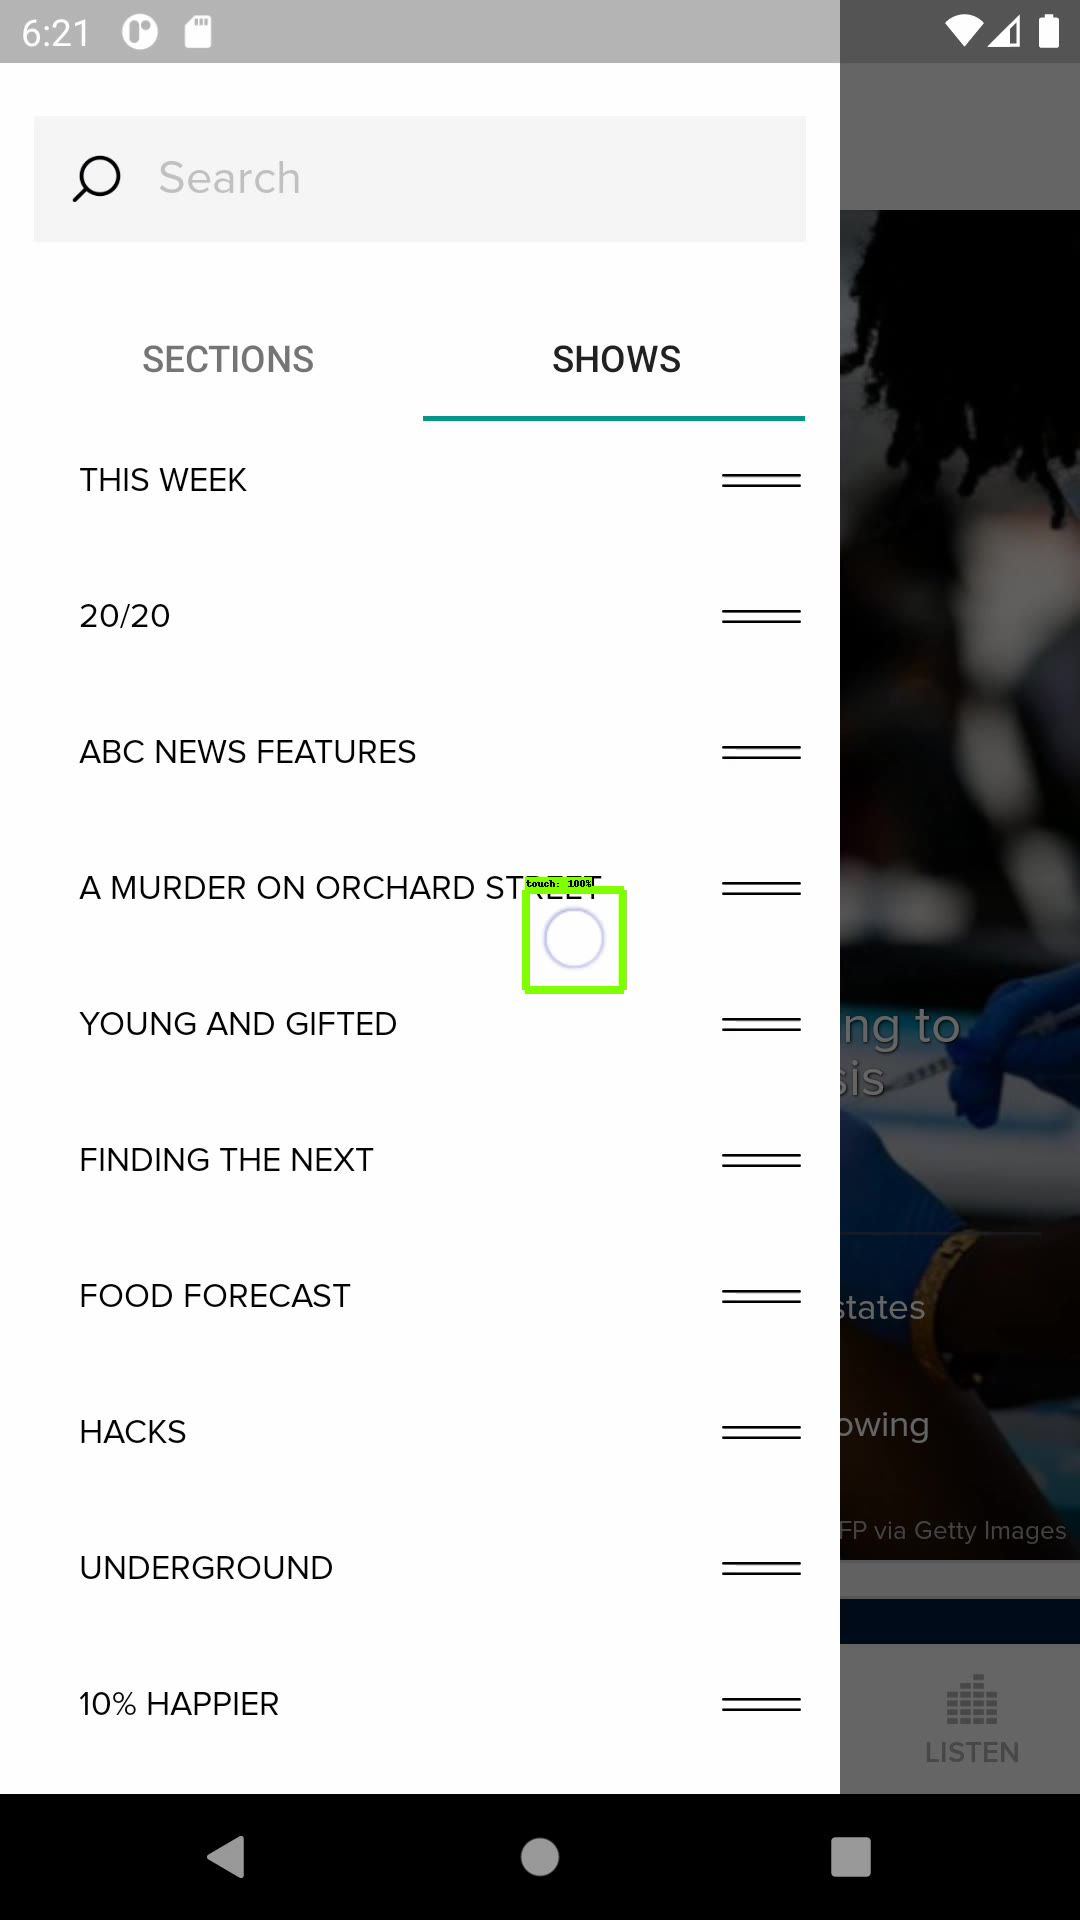 6:21
Search
SECTIONS
SHOWS
THIS WEEK
20/20
ABC NEWS FEATURES
A MURDER ON ORCHARD STREET
touch: 100%
YOUNG AND GIFTED
ng to
sis
FINDING THE NEXT
FOOD FORECAST
states
HACKS
owing
FP via Getty Images
UNDERGROUND
10% HAPPIER
LISTEN